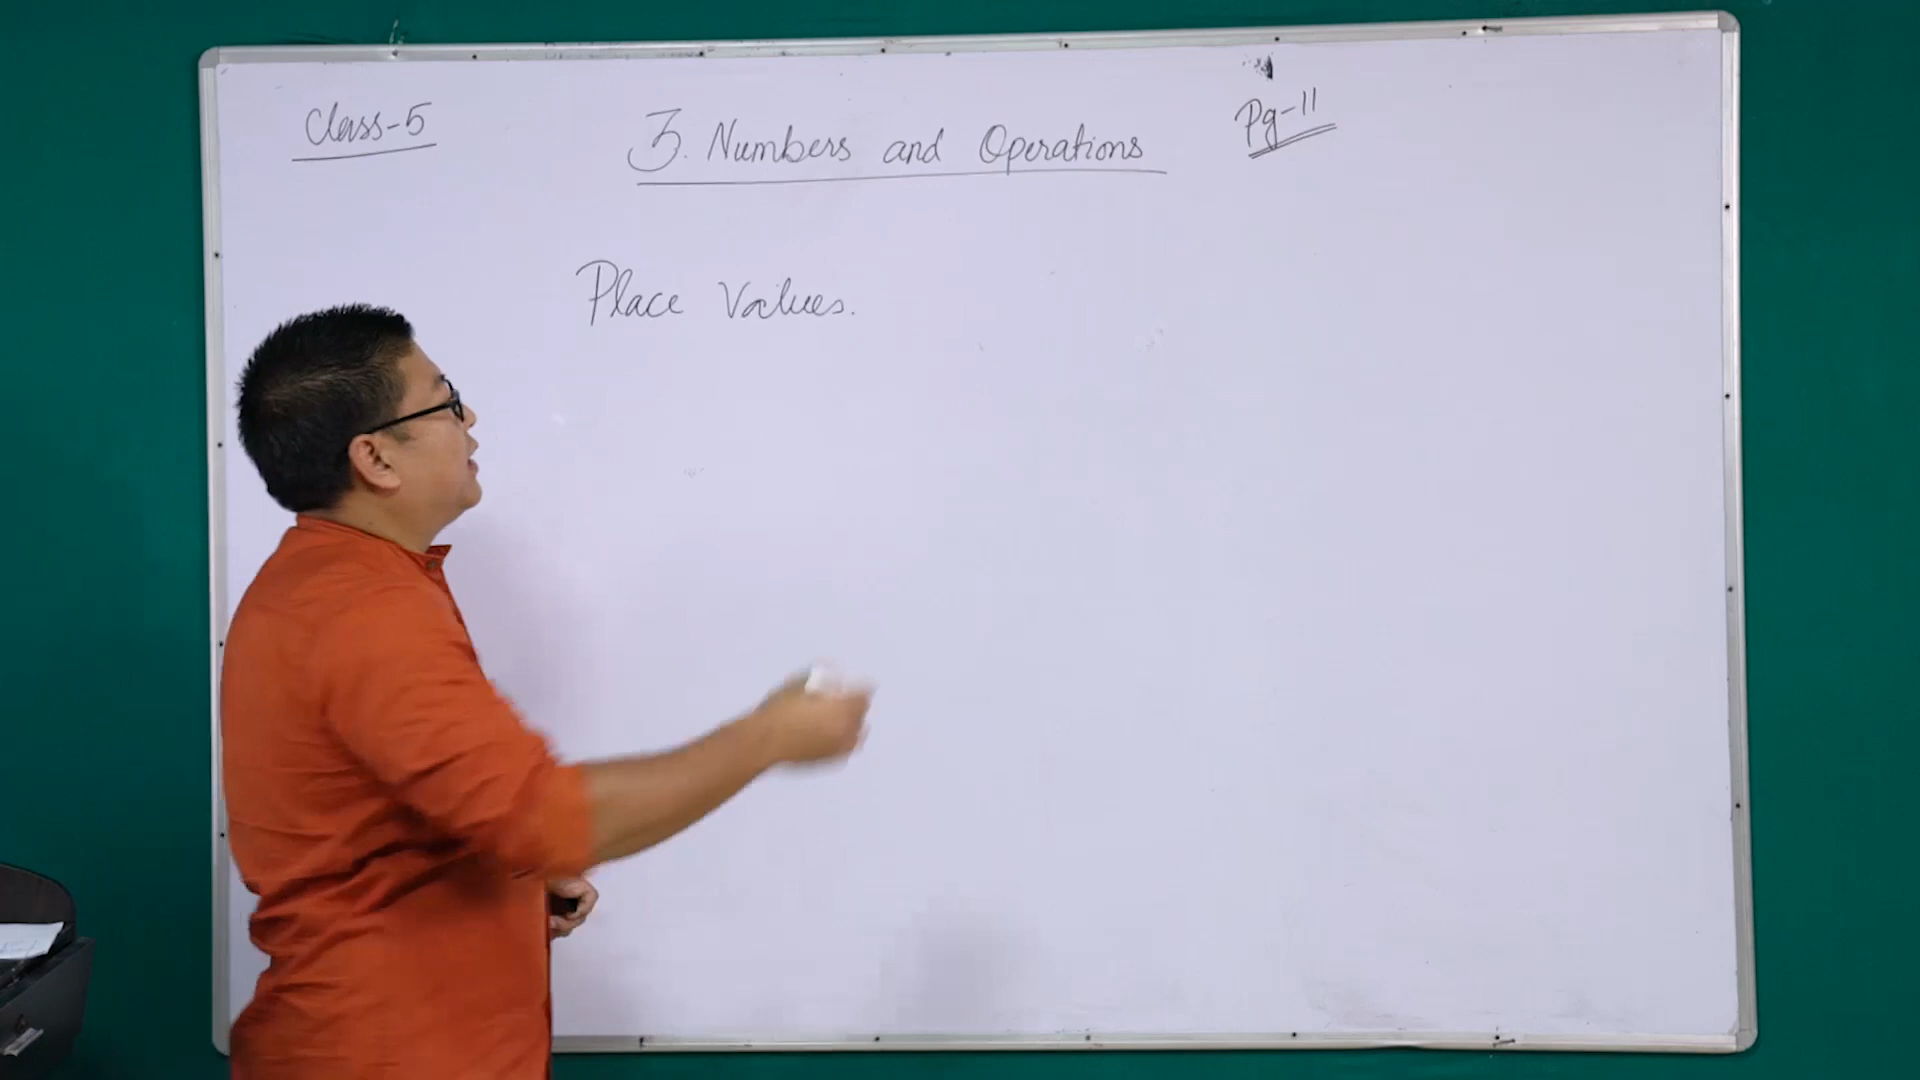 Class-5
3. Numbers and Operations
Pg-11
Place Values.